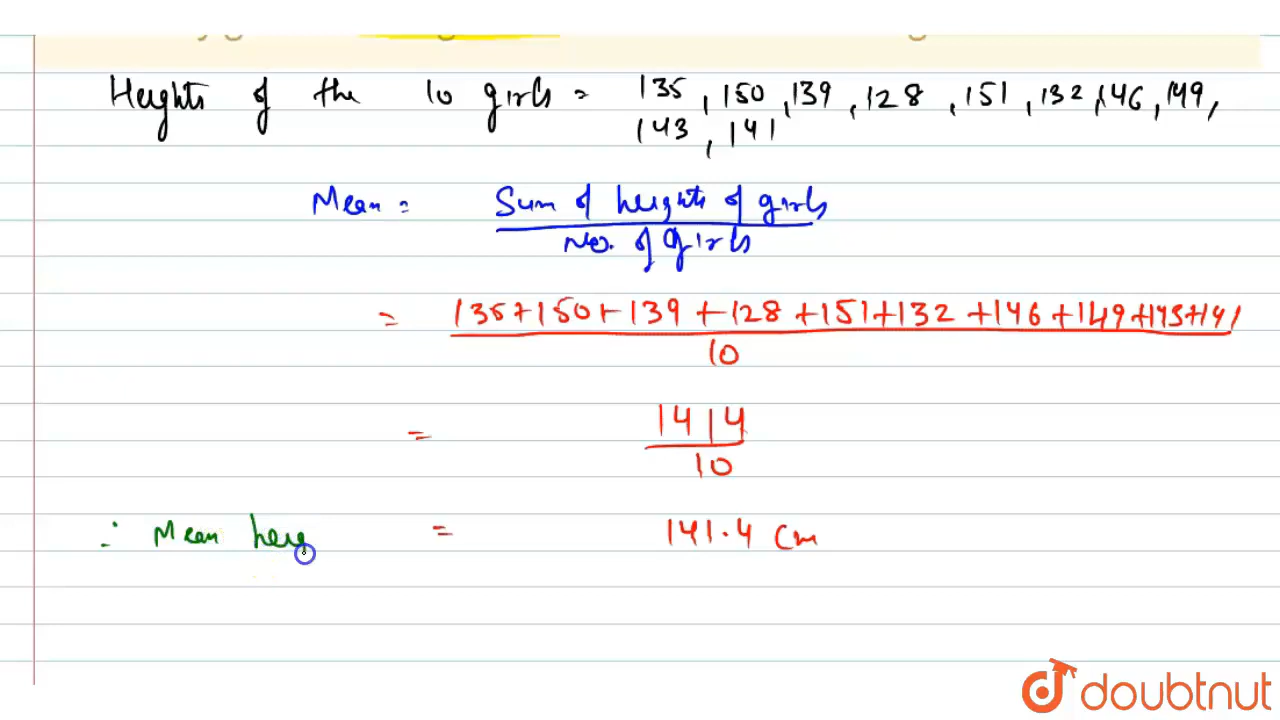 Heights of the 10 girls = 135, 150, 139, 128, 151, 132, 146, 149,
143, 141
Mean = Sum of heights of girls
No. of Girls
= 135+150+139+128+151+132+146+149+143+141
10
= 1414
10
∴ Mean heig = 141.4 cm
doubtnut